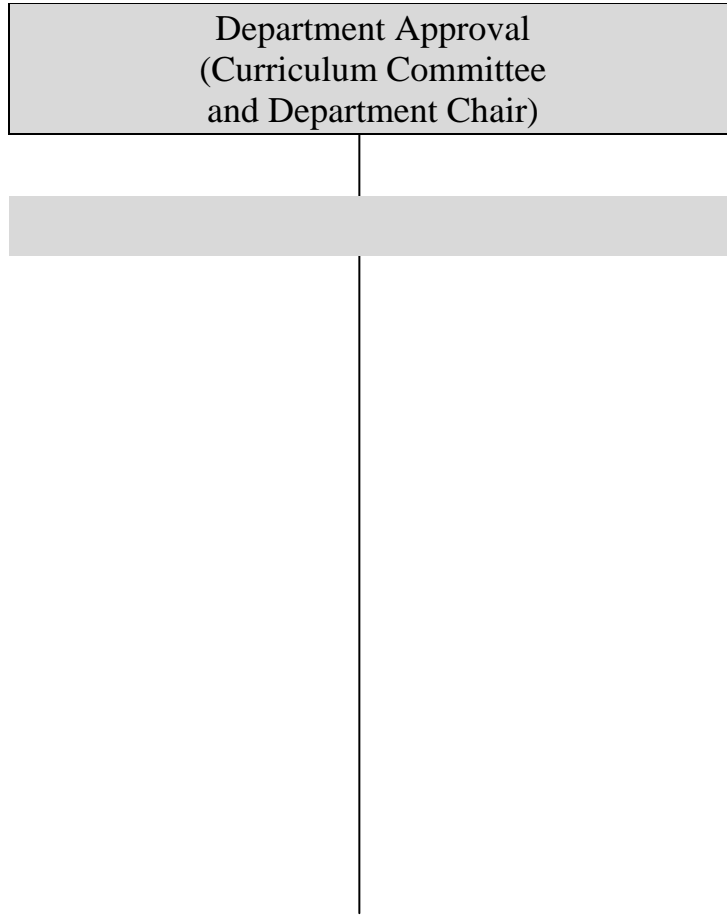 Department Approval
(Curriculum Committee
and Department Chair)